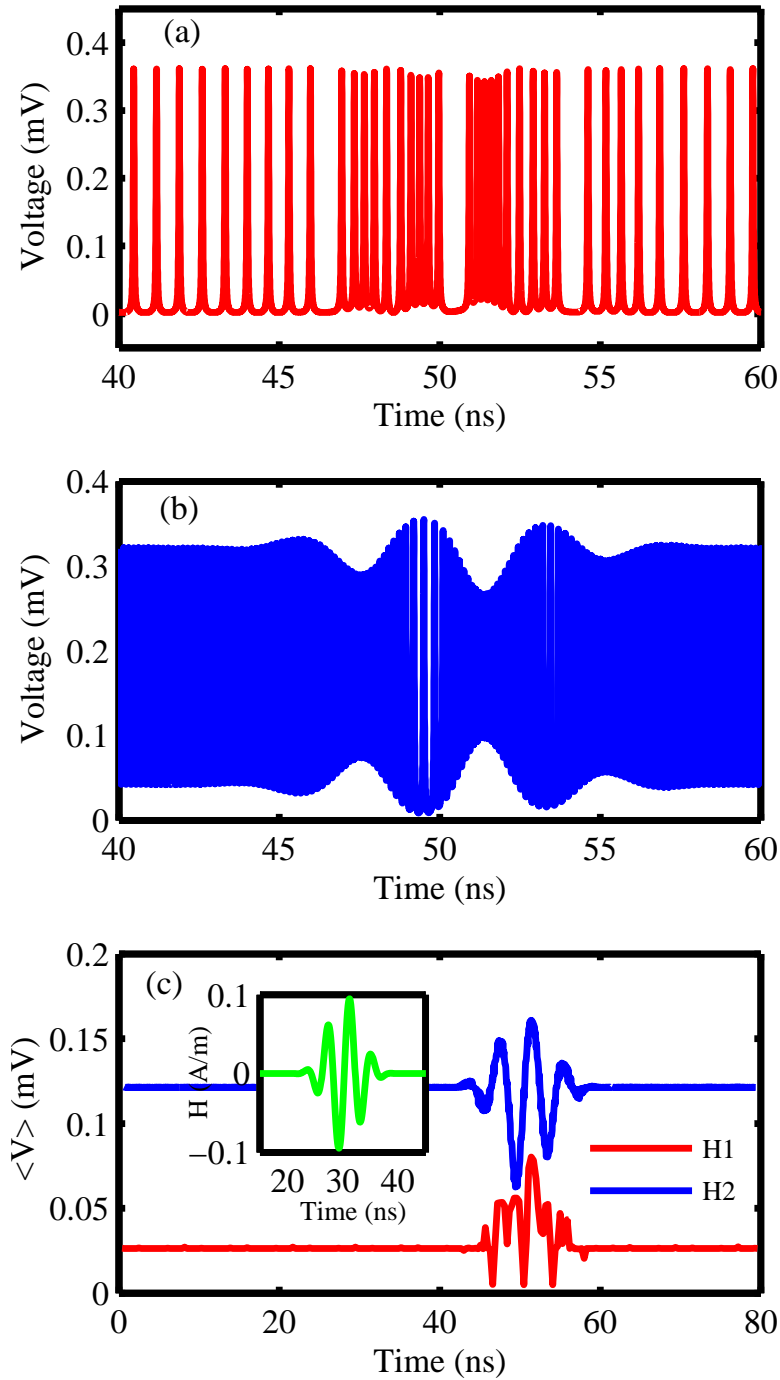 (a)
Voltage (mV)
0.4
0.3
0.2
0.1
0
40 45 50 55 60
Time (ns)
(b)
Voltage (mV)
0.4
0.3
0.2
0.1
0
40 45 50 55 60
Time (ns)
(c)
<V> (mV)
0.2
0.15
0.1
0.05
0
H (A/m)
0.1
0
−0.1
20 30 40
Time (ns)
H1
H2
0 20 40 60 80
Time (ns)